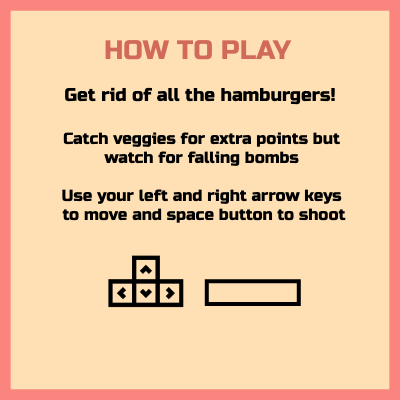 HOW TO PLAY
Get rid of all the hamburgers!
Catch veggies for extra points but
watch for falling bombs
Use your left and right arrow keys
to move and space button to shoot